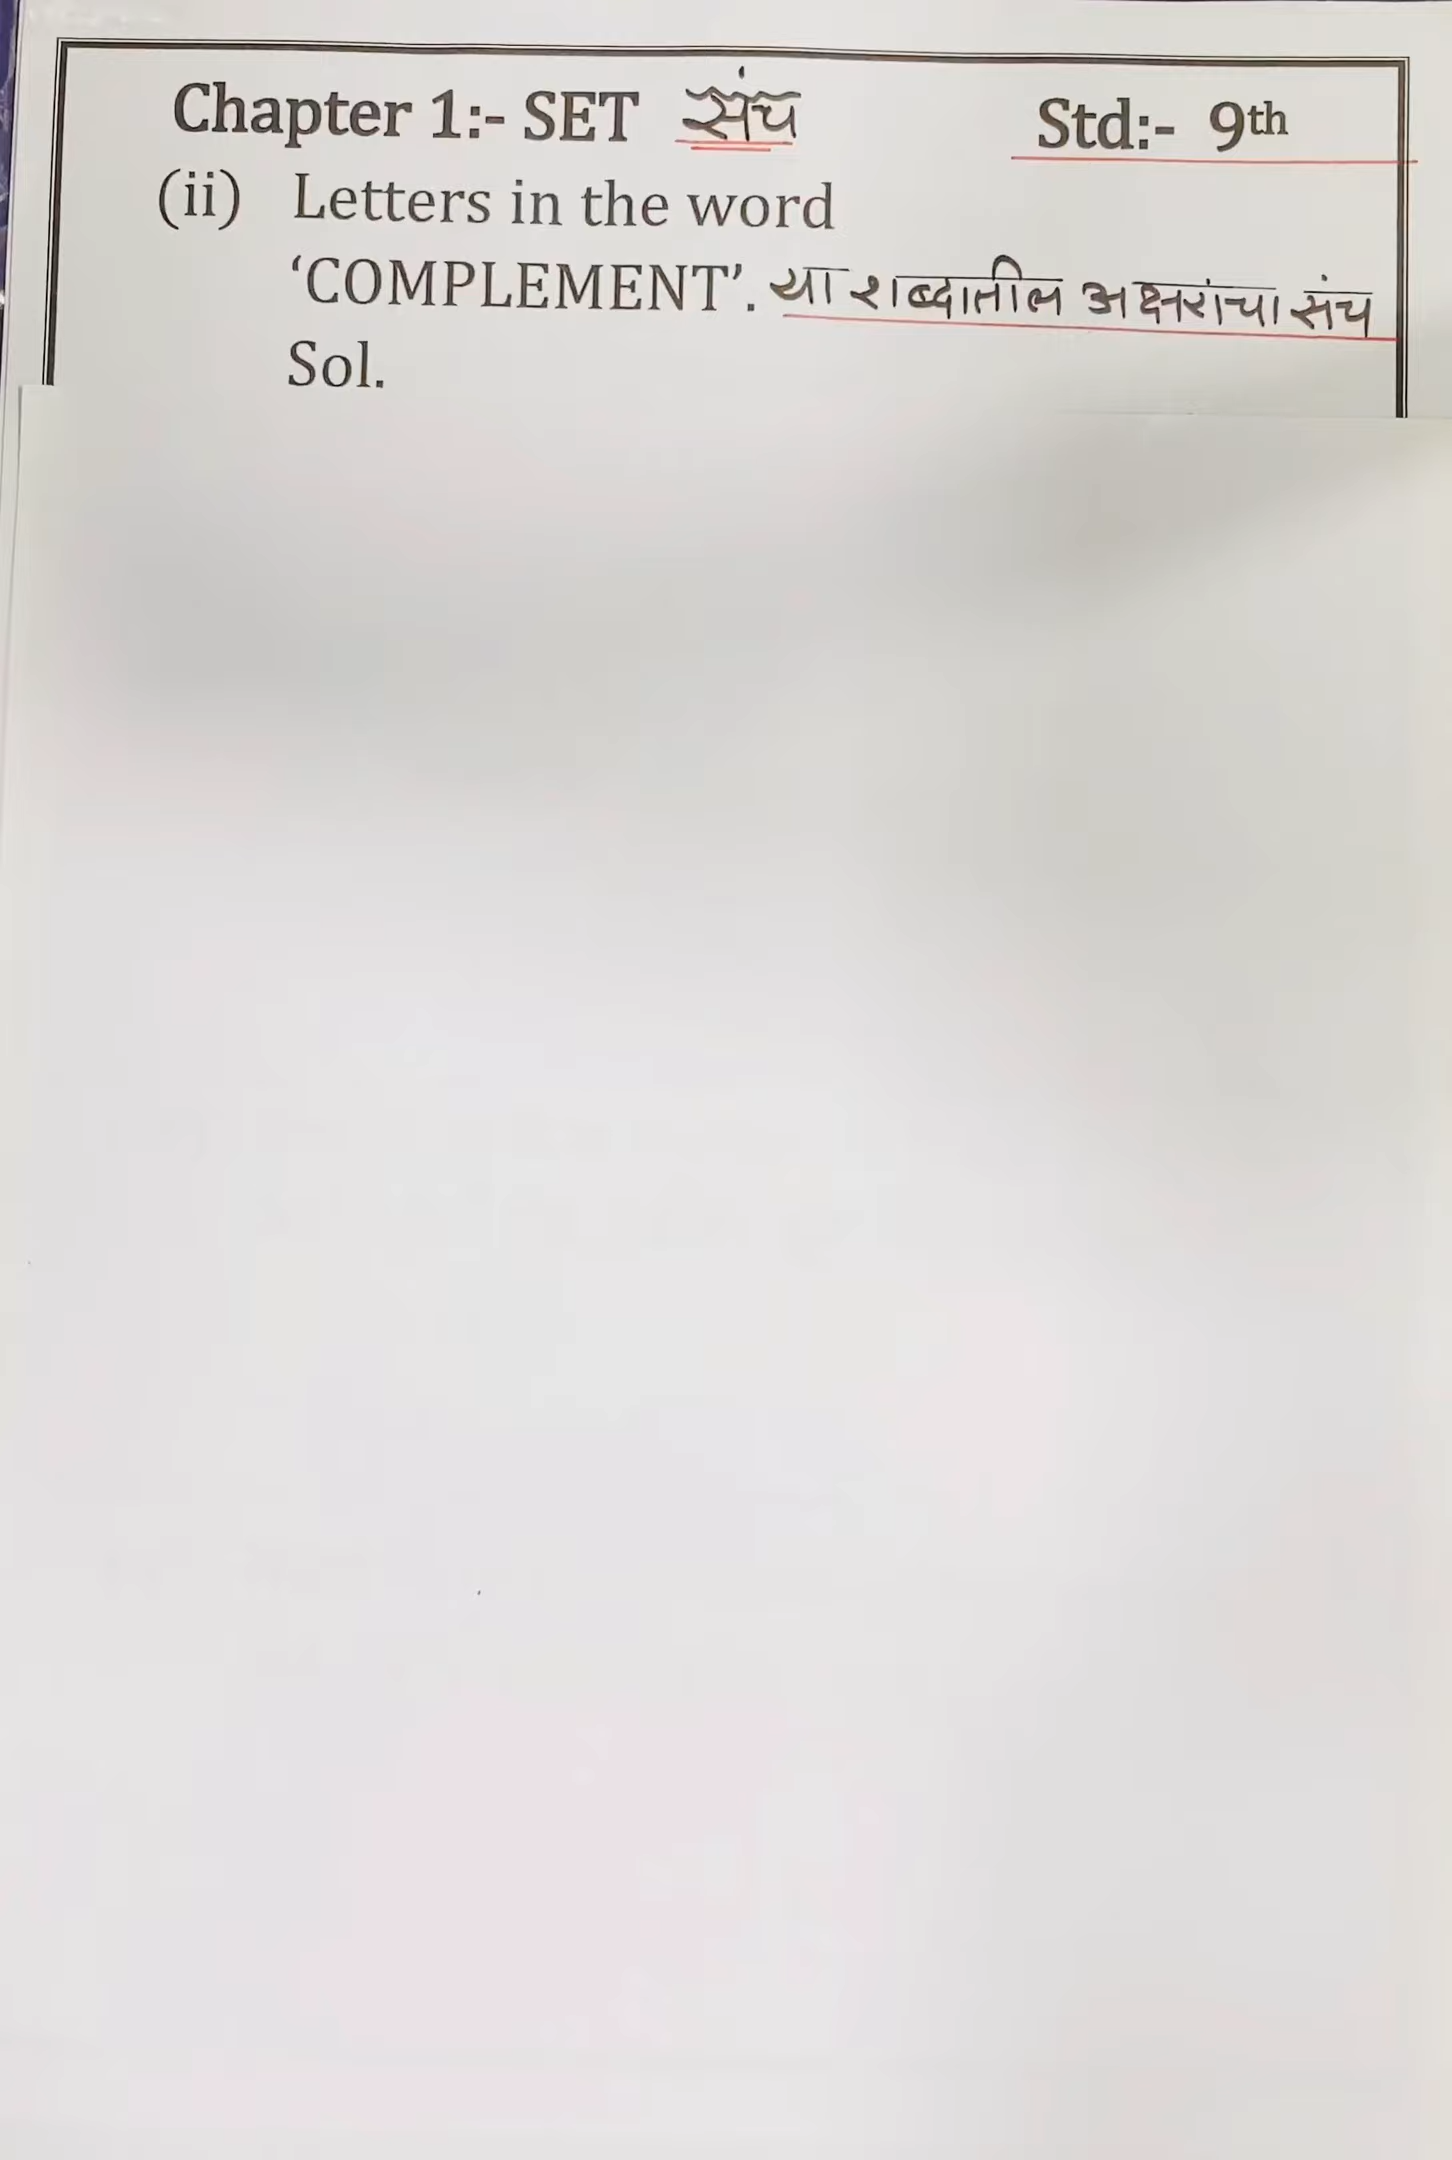 Chapter 1:- SET संच Std:- 9th
(ii) Letters in the word
‘COMPLEMENT’. या शब्दातील अक्षरांचा संच
Sol.